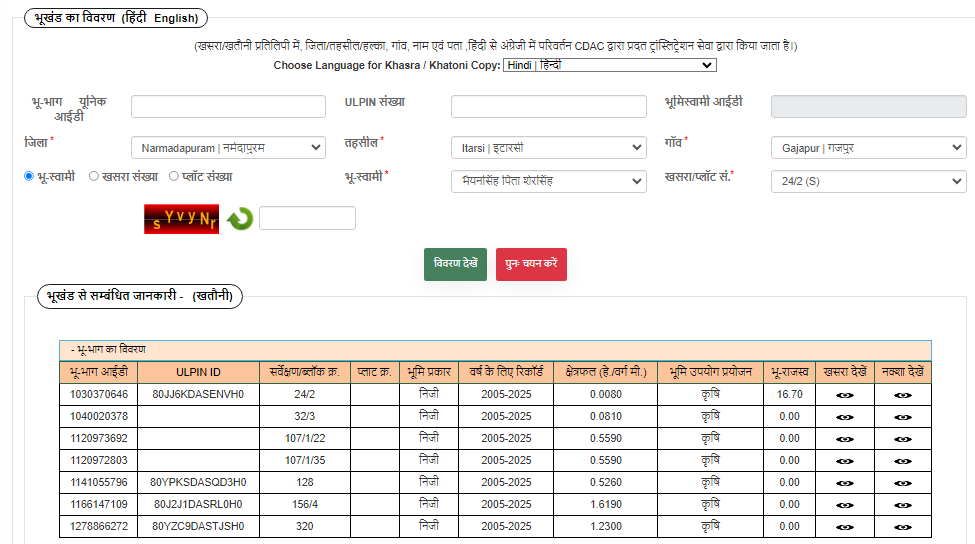 भूखंड का विवरण (हिंदी English)
(खसरा/खतौनी प्रतिलिपी में, जिला/तहसील/हल्का, गांव, नाम एवं पता ,हिंदी से अंग्रेजी में परिवर्तन CDAC द्वारा प्रदत ट्रांस्लिट्रेशन सेवा द्वारा किया जाता है।)
Choose Language for Khasra / Khatoni Copy: Hindi | हिन्दी
भू-भाग यूनिक आईडी ULPIN संख्या भूमिस्वामी आईडी
जिला * Narmadapuram | नर्मदापुरम तहसील * Itarsi | इटारसी गाँव * Gajapur | गजपुर
भू-स्वामी खसरा संख्या प्लॉट संख्या भू-स्वामी * मैयनसिंह पिता शेरसिंह खसरा/प्लॉट सं.* 24/2 (S)
sYvyNr
विवरण देखें पुनः चयन करें
भूखंड से सम्बंधित जानकारी - (खतौनी)
- भू-भाग का विवरण
भू-भाग आईडी ULPIN ID सर्वेक्षण/ब्लॉक क्र. प्लाट क्र. भूमि प्रकार वर्ष के लिए रिकॉर्ड क्षेत्रफल (हे./वर्ग मी.) भूमि उपयोग प्रयोजन भू-राजस्व खसरा देखें नक्शा देखें
1030370646 80JJ6KDASENVH0 24/2 निजी 2005-2025 0.0080 कृषि 16.70
1040020378 32/3 निजी 2005-2025 0.0810 कृषि 0.00
1120973692 107/1/22 निजी 2005-2025 0.5590 कृषि 0.00
1120972803 107/1/35 निजी 2005-2025 0.5590 कृषि 0.00
1141055796 80YPKSDASQD3H0 128 निजी 2005-2025 0.5260 कृषि 0.00
1166147109 80J2J1DASRL0H0 156/4 निजी 2005-2025 1.6190 कृषि 0.00
1278866272 80YZC9DASTJSH0 320 निजी 2005-2025 1.2300 कृषि 0.00